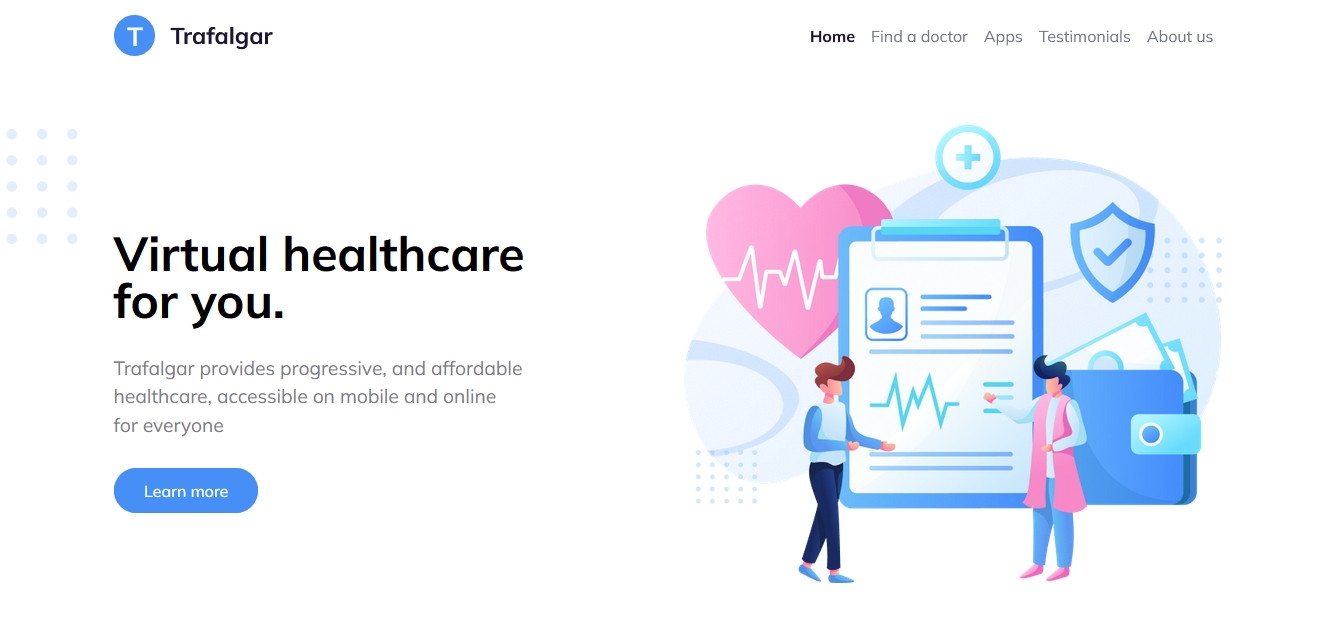 T Trafalgar
Home Find a doctor Apps Testimonials About us
Virtual healthcare
for you.
Trafalgar provides progressive, and affordable
healthcare, accessible on mobile and online
for everyone
Learn more